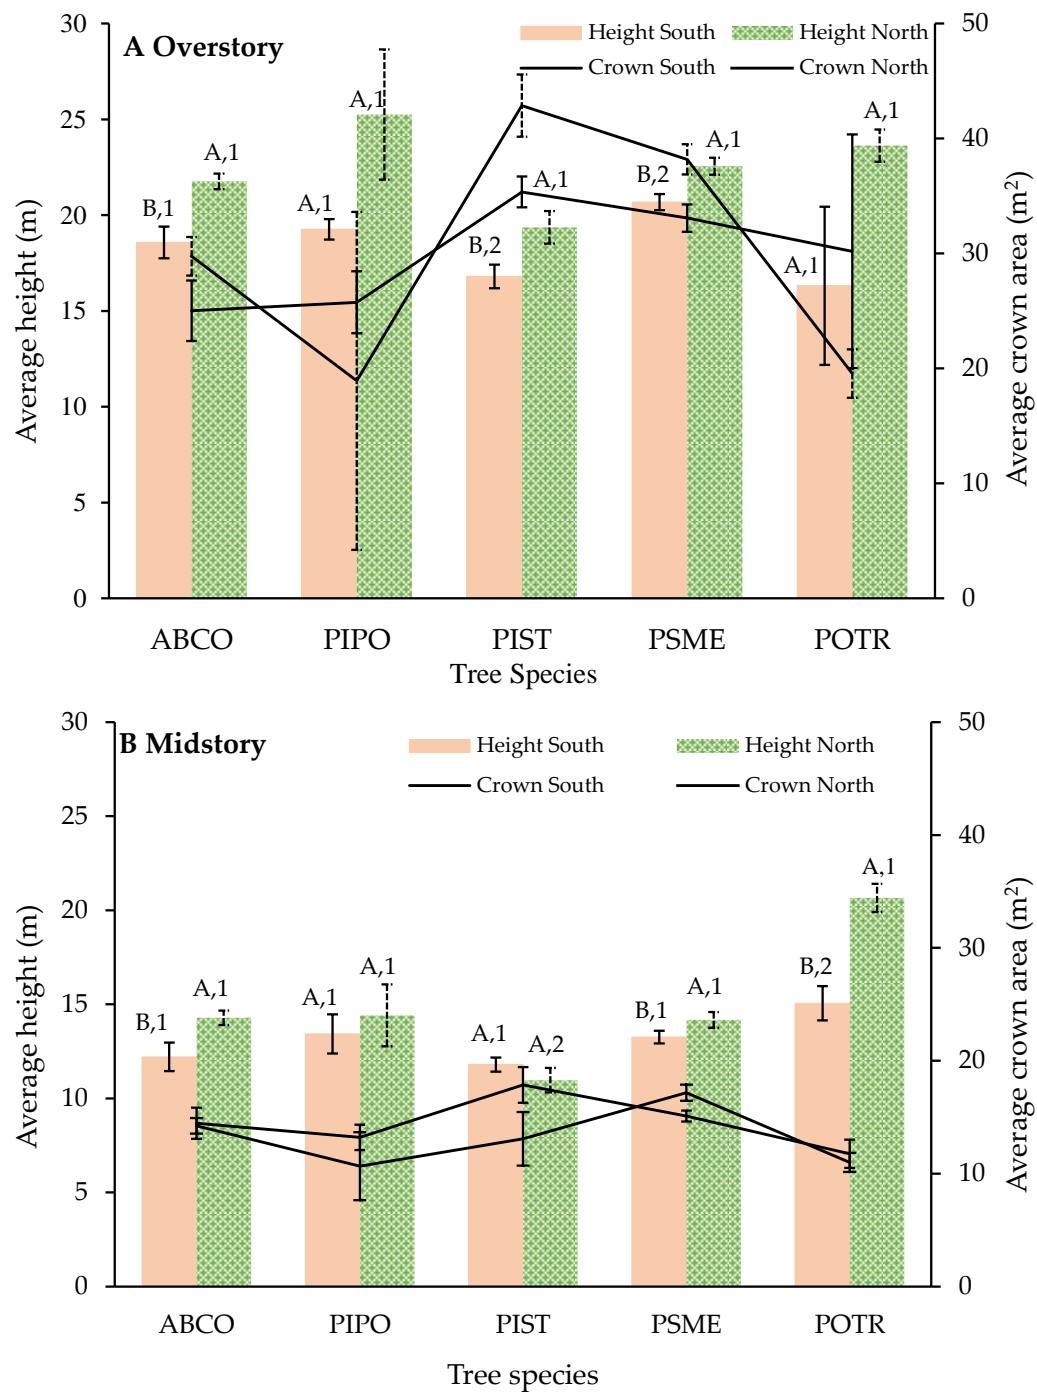 A Overstory
Height South
Height North
Crown South
Crown North
30
25
20
15
10
5
0
Average height (m)
50
40
30
20
10
0
Average crown area (m²)
B,1
A,1
A,1
A,1
B,2
A,1
B,2
A,1
A,1
A,1
ABCO PIPO PIST PSME POTR
Tree Species
B Midstory
Height South
Height North
Crown South
Crown North
30
25
20
15
10
5
0
Average height (m)
50
40
30
20
10
0
Average crown area (m²)
B,1
A,1
A,1
A,1
A,1
A,2
B,1
A,1
B,2
A,1
ABCO PIPO PIST PSME POTR
Tree species